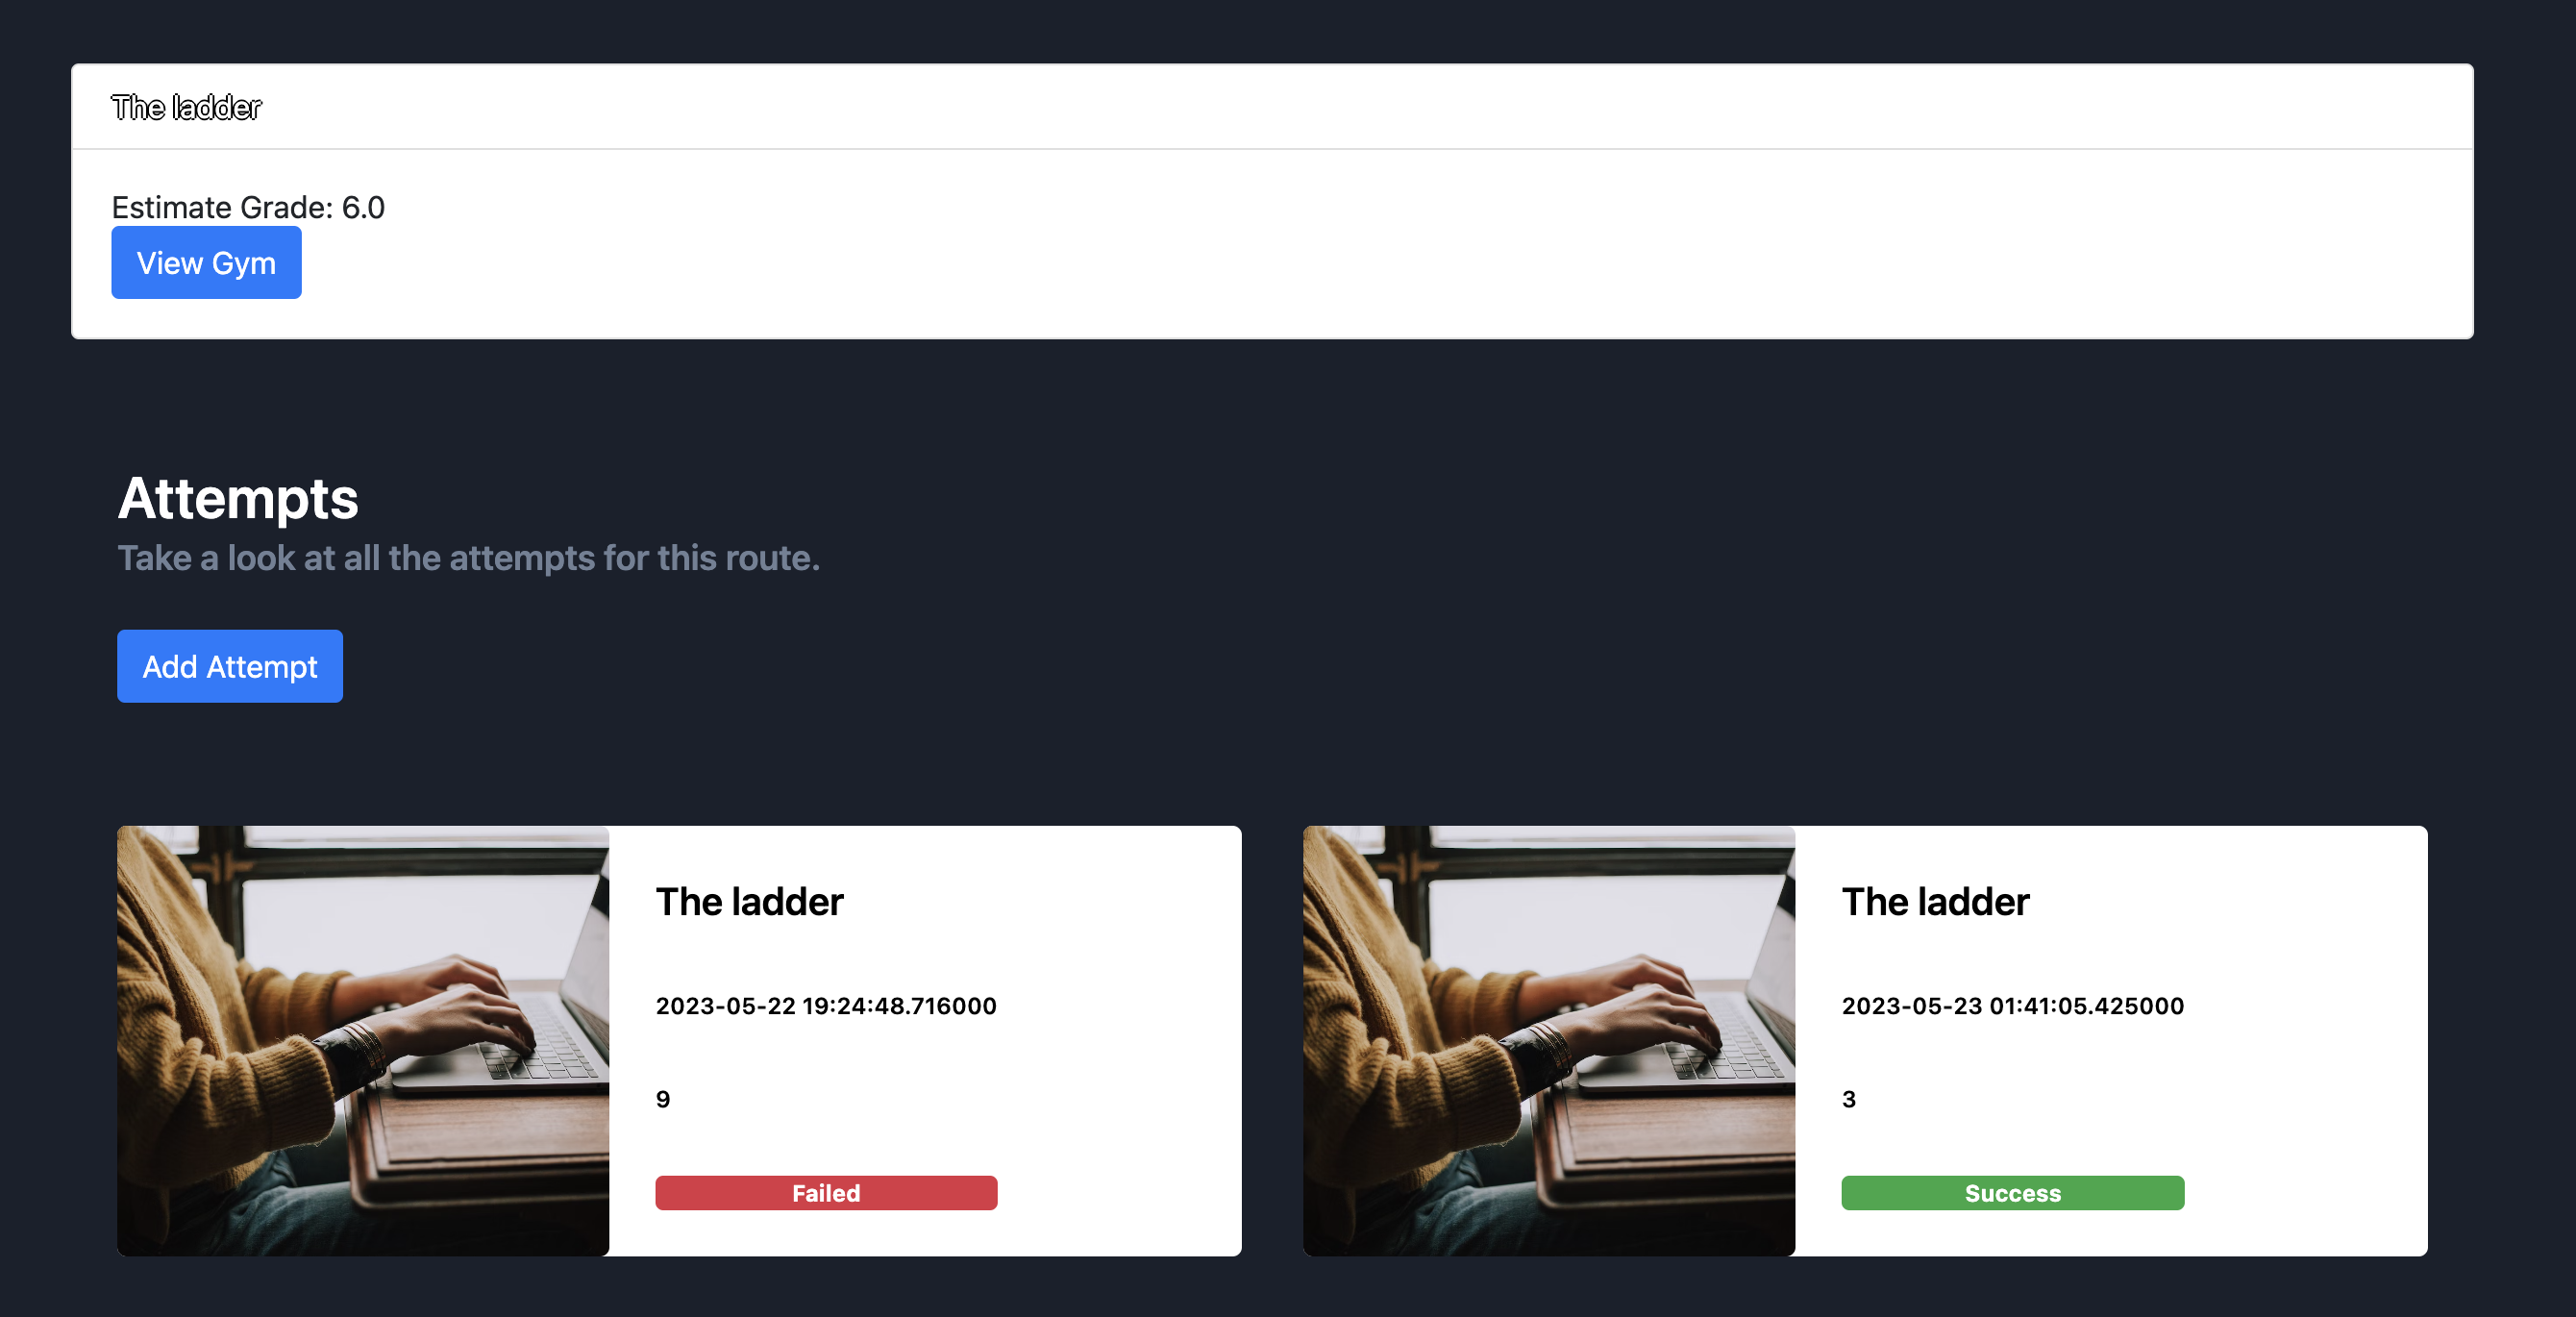 The ladder
Estimate Grade: 6.0
View Gym
Attempts
Take a look at all the attempts for this route.
Add Attempt
The ladder
2023-05-22 19:24:48.716000
9
Failed
The ladder
2023-05-23 01:41:05.425000
3
Success